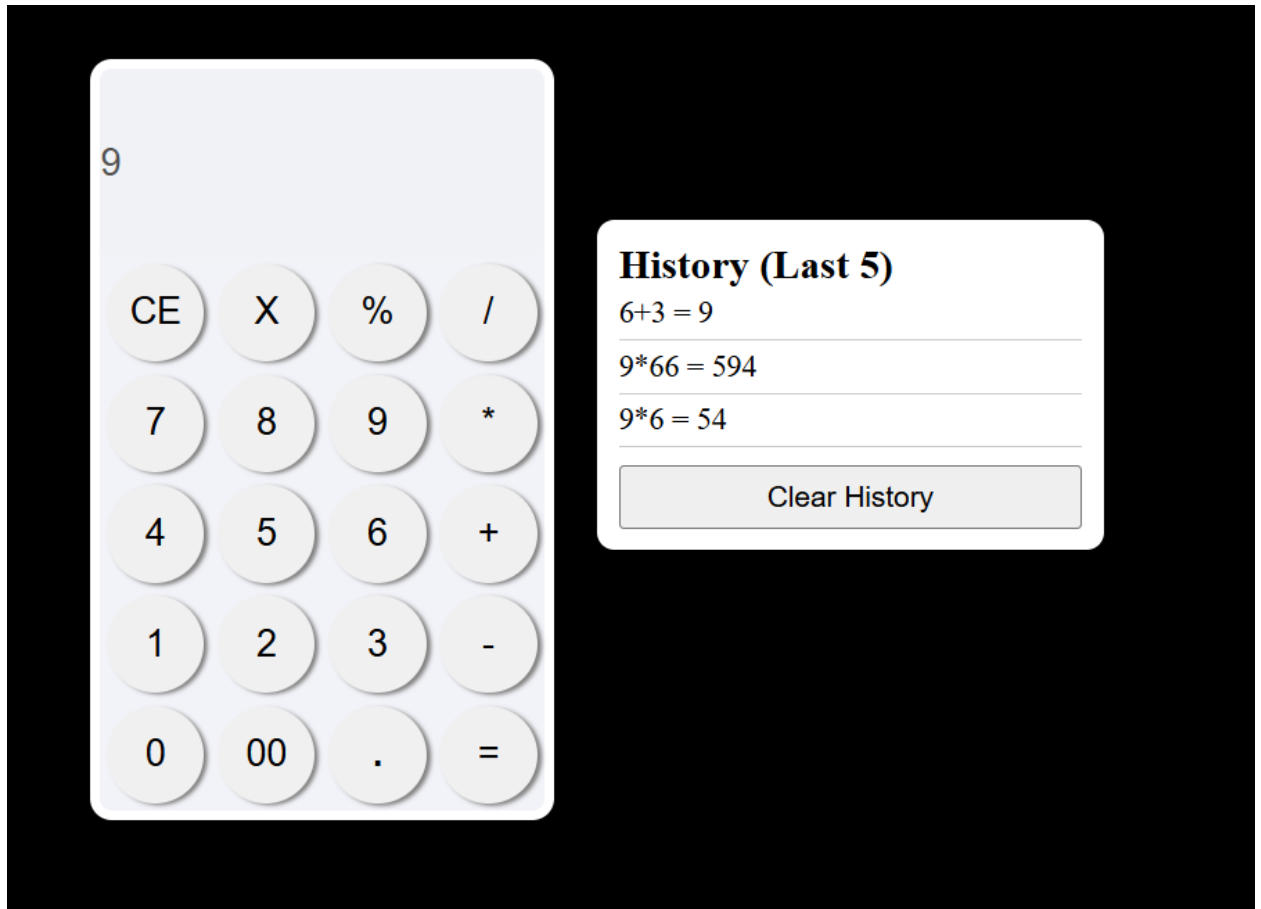 9
CE X % /
7 8 9 *
4 5 6 +
1 2 3 -
0 00 . =
History (Last 5)
6+3 = 9
9*66 = 594
9*6 = 54
Clear History